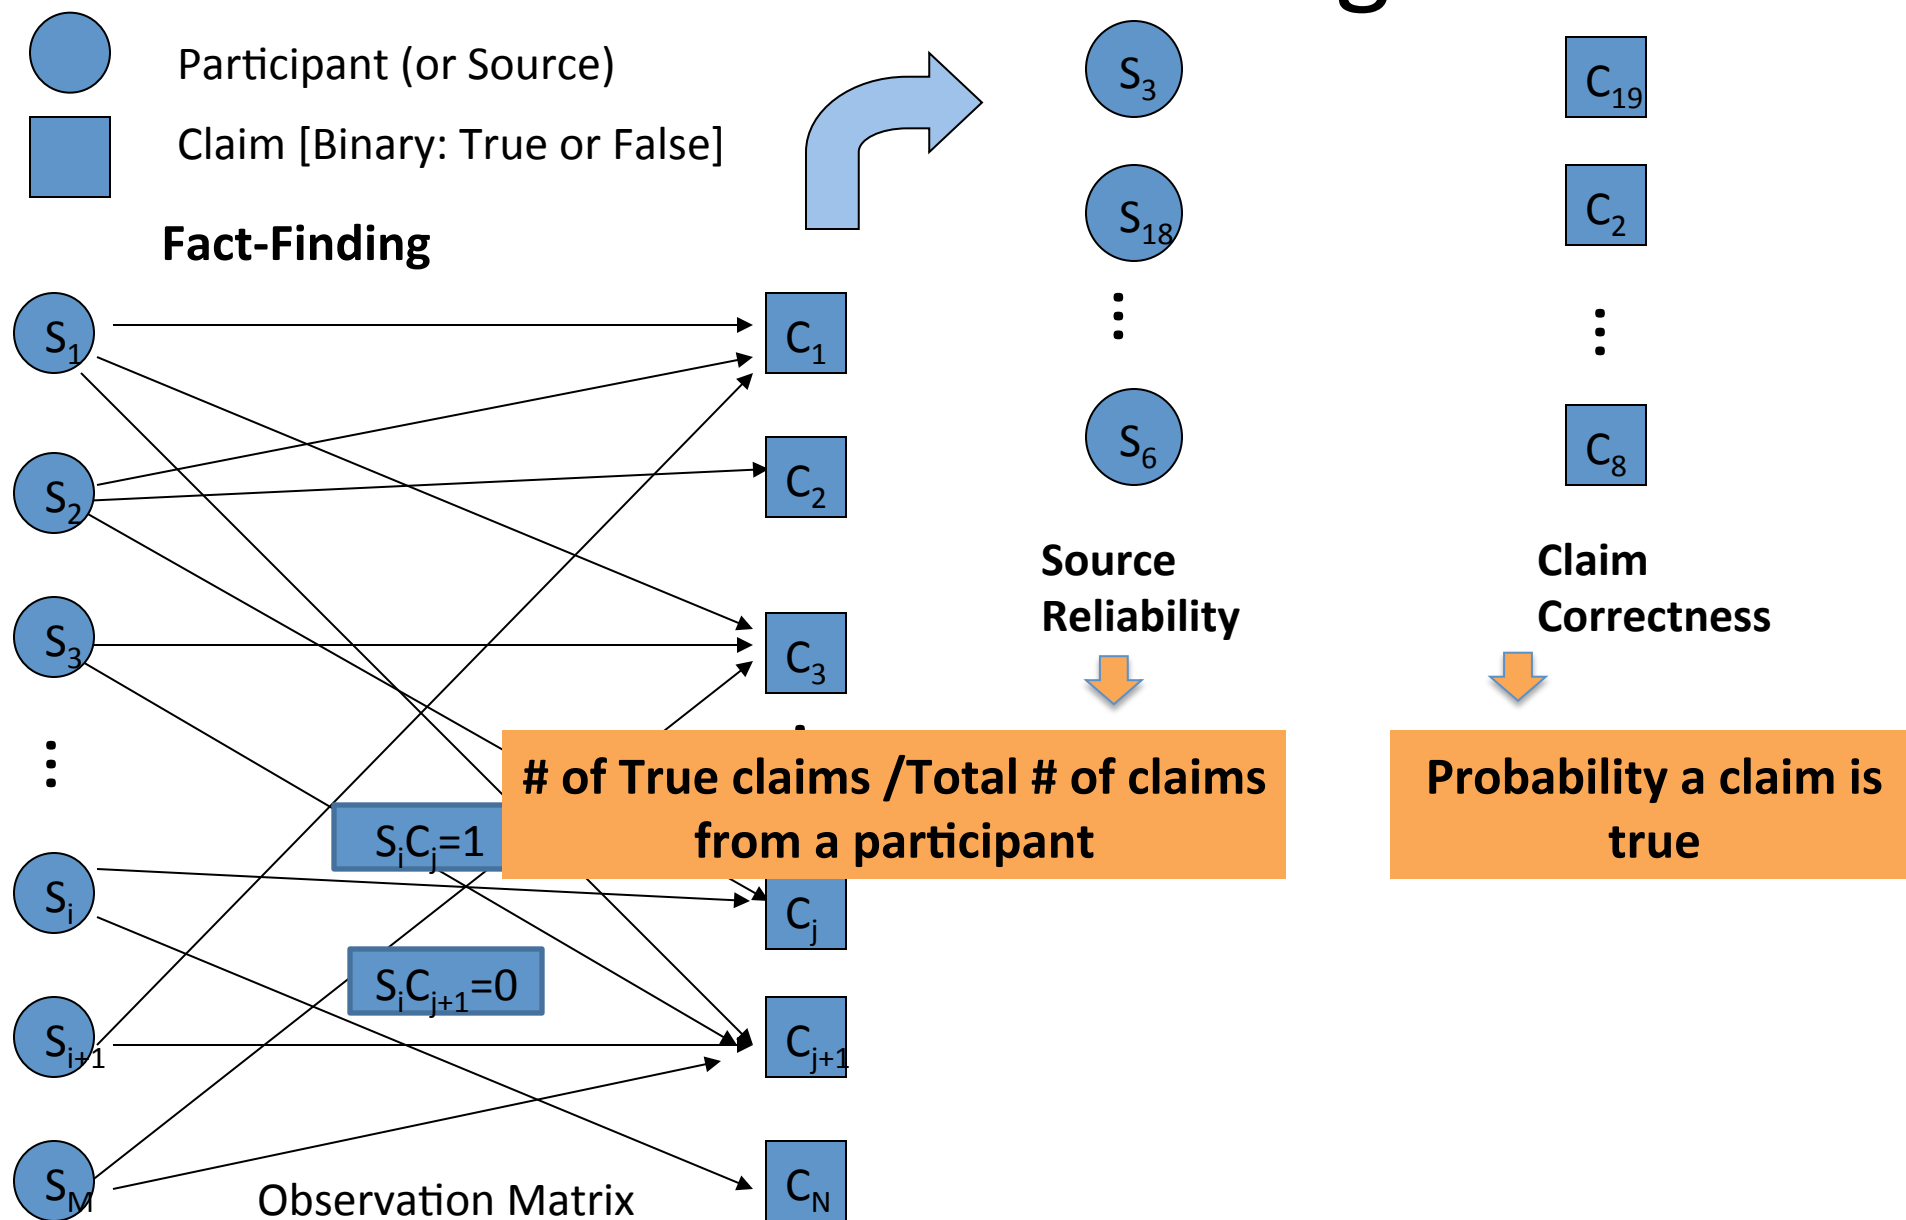 g
Participant (or Source)
Claim [Binary: True or False]
Fact-Finding
S1
S2
S3
⋮
Si
Si+1
SM
C1
C2
C3
Cj
Cj+1
CN
SiCj=1
SiCj+1=0
Observation Matrix
S3
S18
⋮
S6
Source
Reliability
# of True claims /Total # of claims
from a participant
C19
C2
⋮
C8
Claim
Correctness
Probability a claim is
true